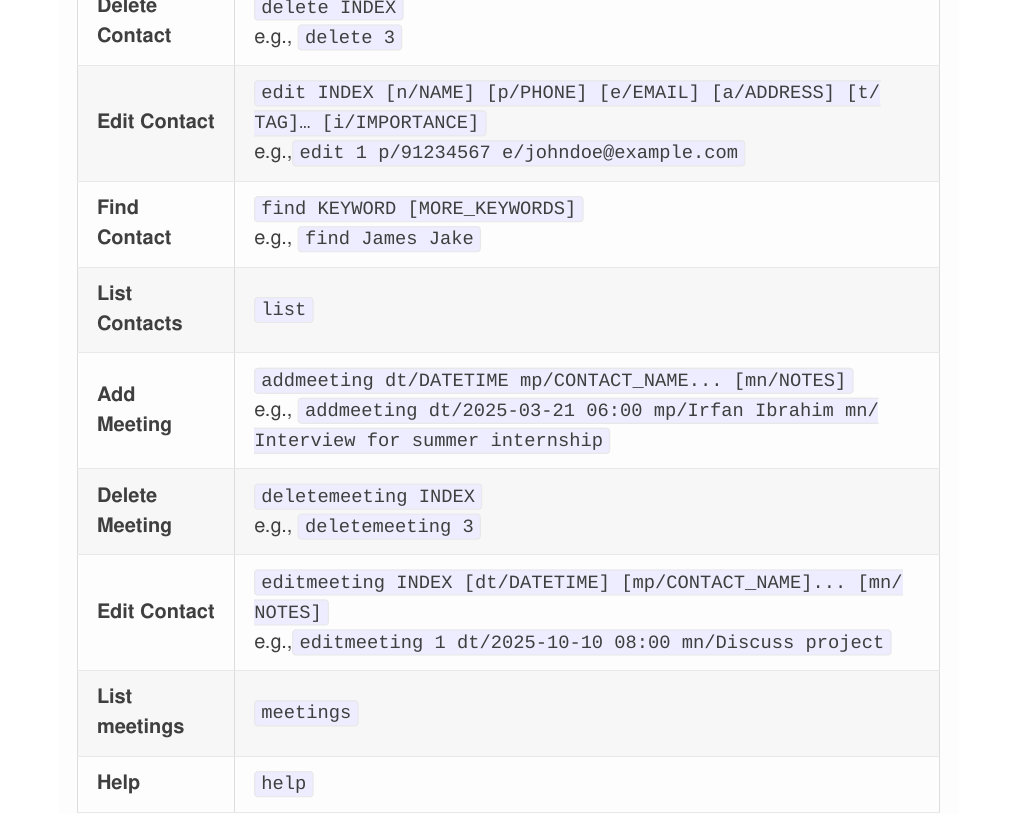 Delete
Contact
delete INDEX
e.g., delete 3
Edit Contact
edit INDEX [n/NAME] [p/PHONE] [e/EMAIL] [a/ADDRESS] [t/
TAG]… [i/IMPORTANCE]
e.g., edit 1 p/91234567 e/johndoe@example.com
Find
Contact
find KEYWORD [MORE_KEYWORDS]
e.g., find James Jake
List
Contacts
list
Add
Meeting
addmeeting dt/DATETIME mp/CONTACT_NAME... [mn/NOTES]
e.g., addmeeting dt/2025-03-21 06:00 mp/Irfan Ibrahim mn/
Interview for summer internship
Delete
Meeting
deletemeeting INDEX
e.g., deletemeeting 3
Edit Contact
editmeeting INDEX [dt/DATETIME] [mp/CONTACT_NAME]... [mn/
NOTES]
e.g., editmeeting 1 dt/2025-10-10 08:00 mn/Discuss project
List
meetings
meetings
Help
help